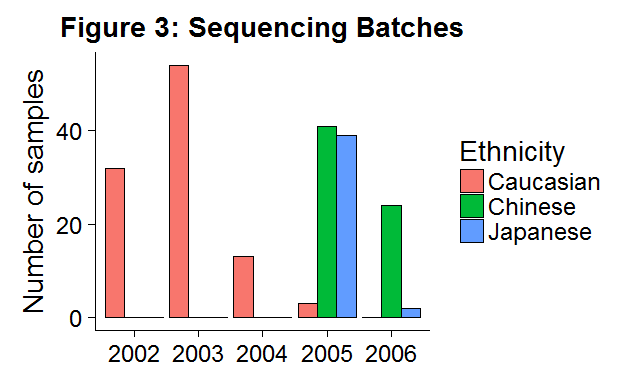 Figure 3: Sequencing Batches
Number of samples
40
20
0
2002 2003 2004 2005 2006
Ethnicity
Caucasian
Chinese
Japanese